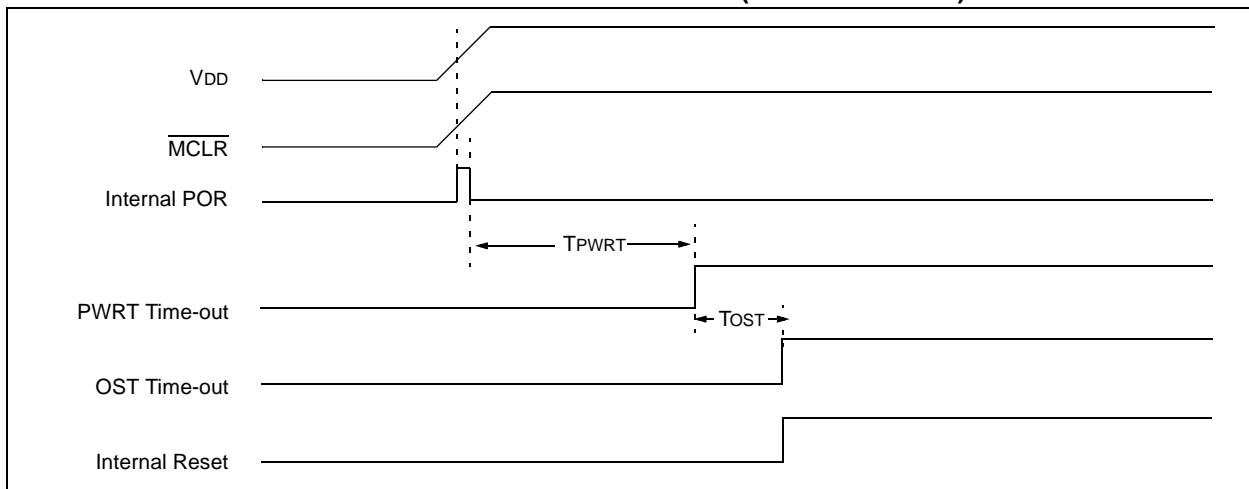 VDD
MCLR
Internal POR
TPWRT
PWRT Time-out
TOST
OST Time-out
Internal Reset